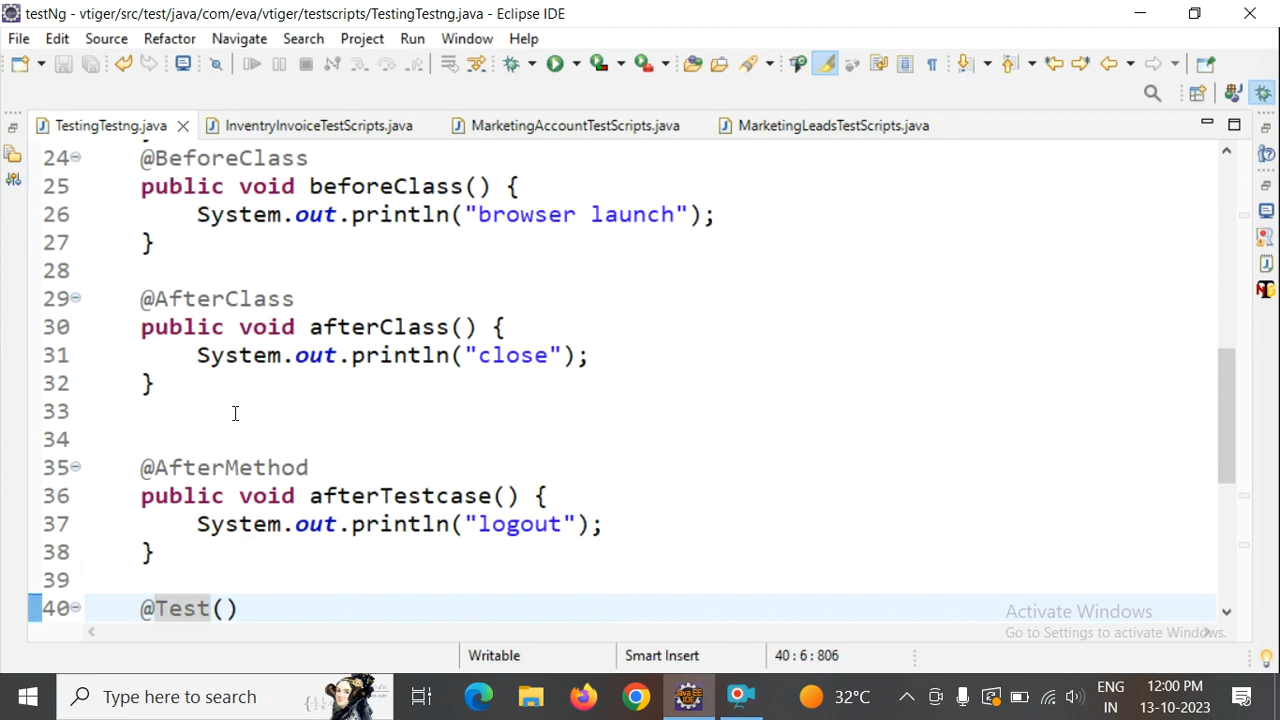 testNg - vtiger/src/test/java/com/eva/vtiger/testscripts/TestingTestng.java - Eclipse IDE
File Edit Source Refactor Navigate Search Project Run Window Help
TestingTestng.java InventryInvoiceTestScripts.java MarketingAccountTestScripts.java MarketingLeadsTestScripts.java
24 @BeforeClass
25 public void beforeClass() {
26 System.out.println("browser launch");
27 }
28
29 @AfterClass
30 public void afterClass() {
31 System.out.println("close");
32 }
33
34
35 @AfterMethod
36 public void afterTestcase() {
37 System.out.println("logout");
38 }
39
40 @Test()
Activate Windows
Go to Settings to activate Windows.
Writable Smart Insert 40 : 6 : 806
Type here to search 32°C ENG IN 12:00 PM 13-10-2023